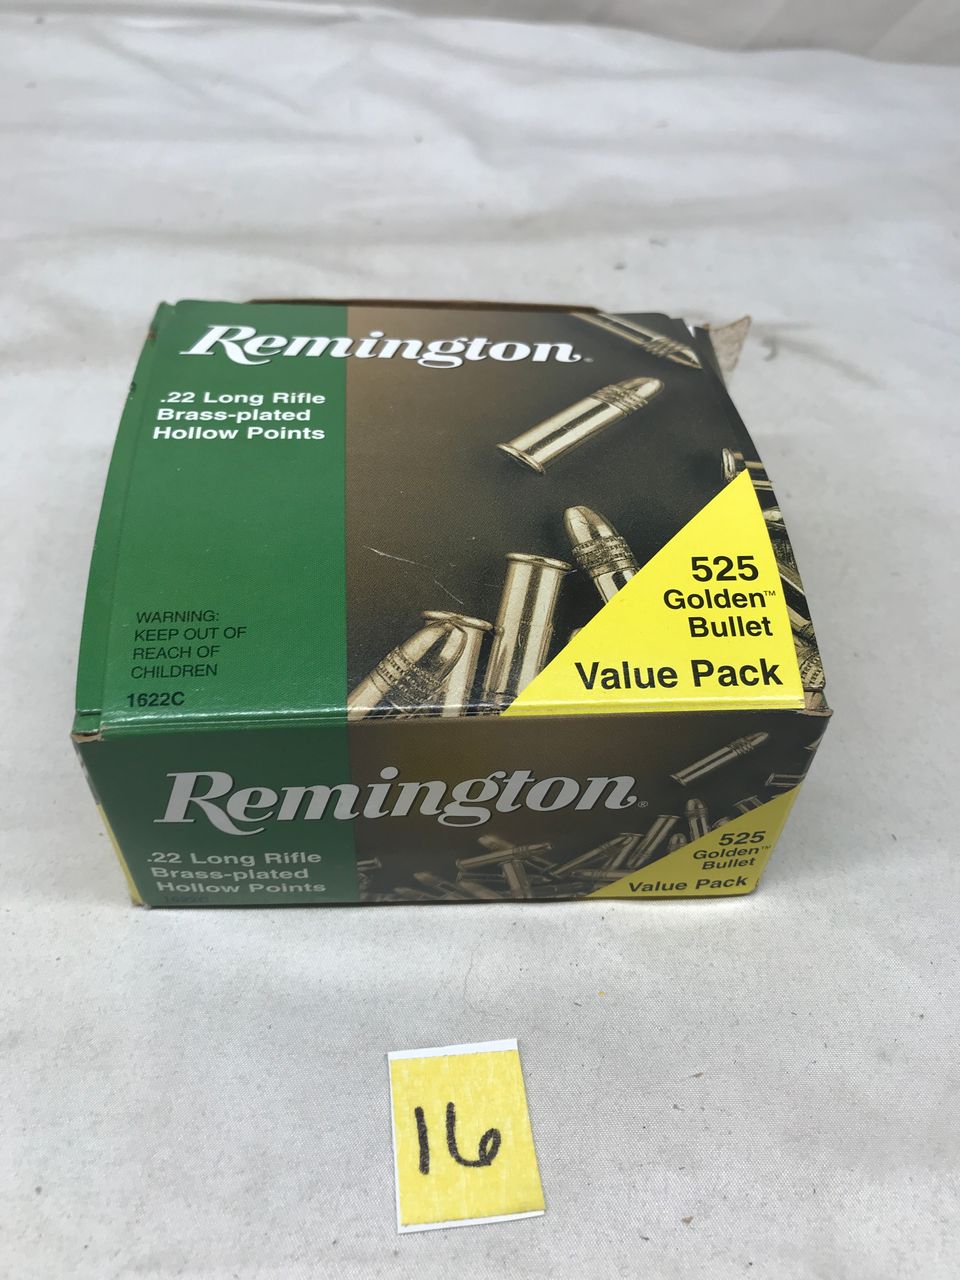 Remington®
.22 Long Rifle
Brass-plated
Hollow Points
WARNING:
KEEP OUT OF
REACH OF
CHILDREN
1622C
525
Golden™
Bullet
Value Pack
Remington®
.22 Long Rifle
Brass-plated
Hollow Points
1622C
525
Golden™
Bullet
Value Pack
16